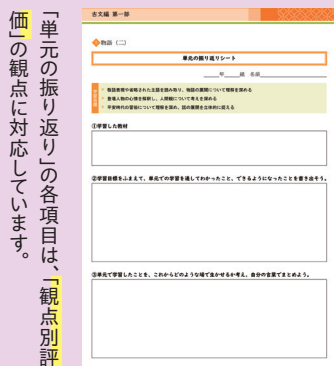 「単元の振り返り」の各項目は、「観点別評
価」の観点に対応しています。
古文編 第一部
物語(二)
単元の振り返りシート
年 組 名前
学習目標
敬語表現や省略された主語を読み取り、物語の展開について理解を深める
登場人物の心情を解釈し、人間観について考えを深める
平安時代の習俗について理解を深め、話の展開を立体的に捉える
①学習した教材
②学習目標をふまえて、単元での学習を通してわかったこと、できるようになったことを書き出そう。
③単元で学習したことを、これからどのような場で生かせるか考え、自分の言葉でまとめよう。